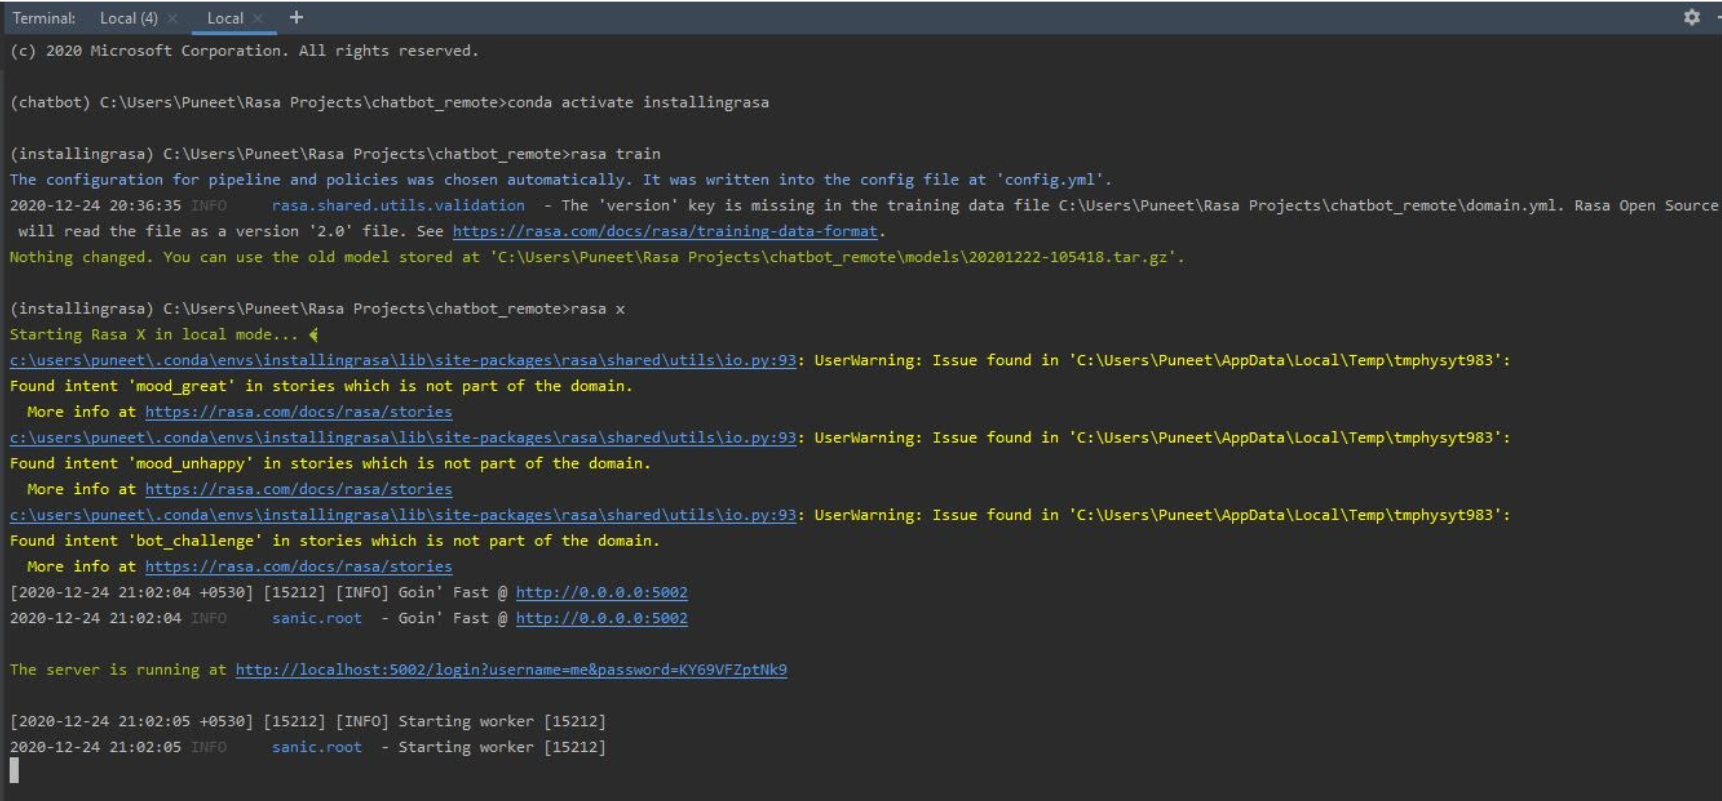 Terminal: Local (4) × Local × +
(c) 2020 Microsoft Corporation. All rights reserved.
(chatbot) C:\Users\Puneet\Rasa Projects\chatbot_remote>conda activate installingrasa
(installingrasa) C:\Users\Puneet\Rasa Projects\chatbot_remote>rasa train
The configuration for pipeline and policies was chosen automatically. It was written into the config file at 'config.yml'.
2020-12-24 20:36:35 INFO rasa.shared.utils.validation - The 'version' key is missing in the training data file C:\Users\Puneet\Rasa Projects\chatbot_remote\domain.yml. Rasa Open Source
will read the file as a version '2.0' file. See https://rasa.com/docs/rasa/training-data-format.
Nothing changed. You can use the old model stored at 'C:\Users\Puneet\Rasa Projects\chatbot_remote\models\20201222-105418.tar.gz'.
(installingrasa) C:\Users\Puneet\Rasa Projects\chatbot_remote>rasa x
Starting Rasa X in local mode...
c:\users\puneet\.conda\envs\installingrasa\lib\site-packages\rasa\shared\utils\io.py:93: UserWarning: Issue found in 'C:\Users\Puneet\AppData\Local\Temp\tmphysyt983':
Found intent 'mood_great' in stories which is not part of the domain.
More info at https://rasa.com/docs/rasa/stories
c:\users\puneet\.conda\envs\installingrasa\lib\site-packages\rasa\shared\utils\io.py:93: UserWarning: Issue found in 'C:\Users\Puneet\AppData\Local\Temp\tmphysyt983':
Found intent 'mood_unhappy' in stories which is not part of the domain.
More info at https://rasa.com/docs/rasa/stories
c:\users\puneet\.conda\envs\installingrasa\lib\site-packages\rasa\shared\utils\io.py:93: UserWarning: Issue found in 'C:\Users\Puneet\AppData\Local\Temp\tmphysyt983':
Found intent 'bot_challenge' in stories which is not part of the domain.
More info at https://rasa.com/docs/rasa/stories
[2020-12-24 21:02:04 +0530] [15212] [INFO] Goin' Fast @ http://0.0.0.0:5002
2020-12-24 21:02:04 INFO sanic.root - Goin' Fast @ http://0.0.0.0:5002
The server is running at http://localhost:5002/login?username=me&password=KY69VFZptNk9
[2020-12-24 21:02:05 +0530] [15212] [INFO] Starting worker [15212]
2020-12-24 21:02:05 INFO sanic.root - Starting worker [15212]